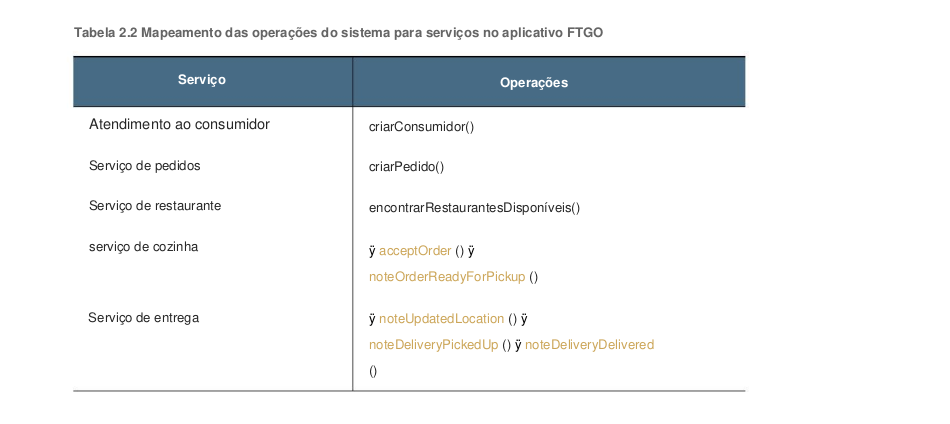 Tabela 2.2 Mapeamento das operações do sistema para serviços no aplicativo FTGO
Serviço
Operações
Atendimento ao consumidor
criarConsumidor()
Serviço de pedidos
criarPedido()
Serviço de restaurante
encontrarRestaurantesDisponíveis()
serviço de cozinha
ÿ acceptOrder () ÿ
noteOrderReadyForPickup ()
Serviço de entrega
ÿ noteUpdatedLocation () ÿ
noteDeliveryPickedUp () ÿ noteDeliveryDelivered
()